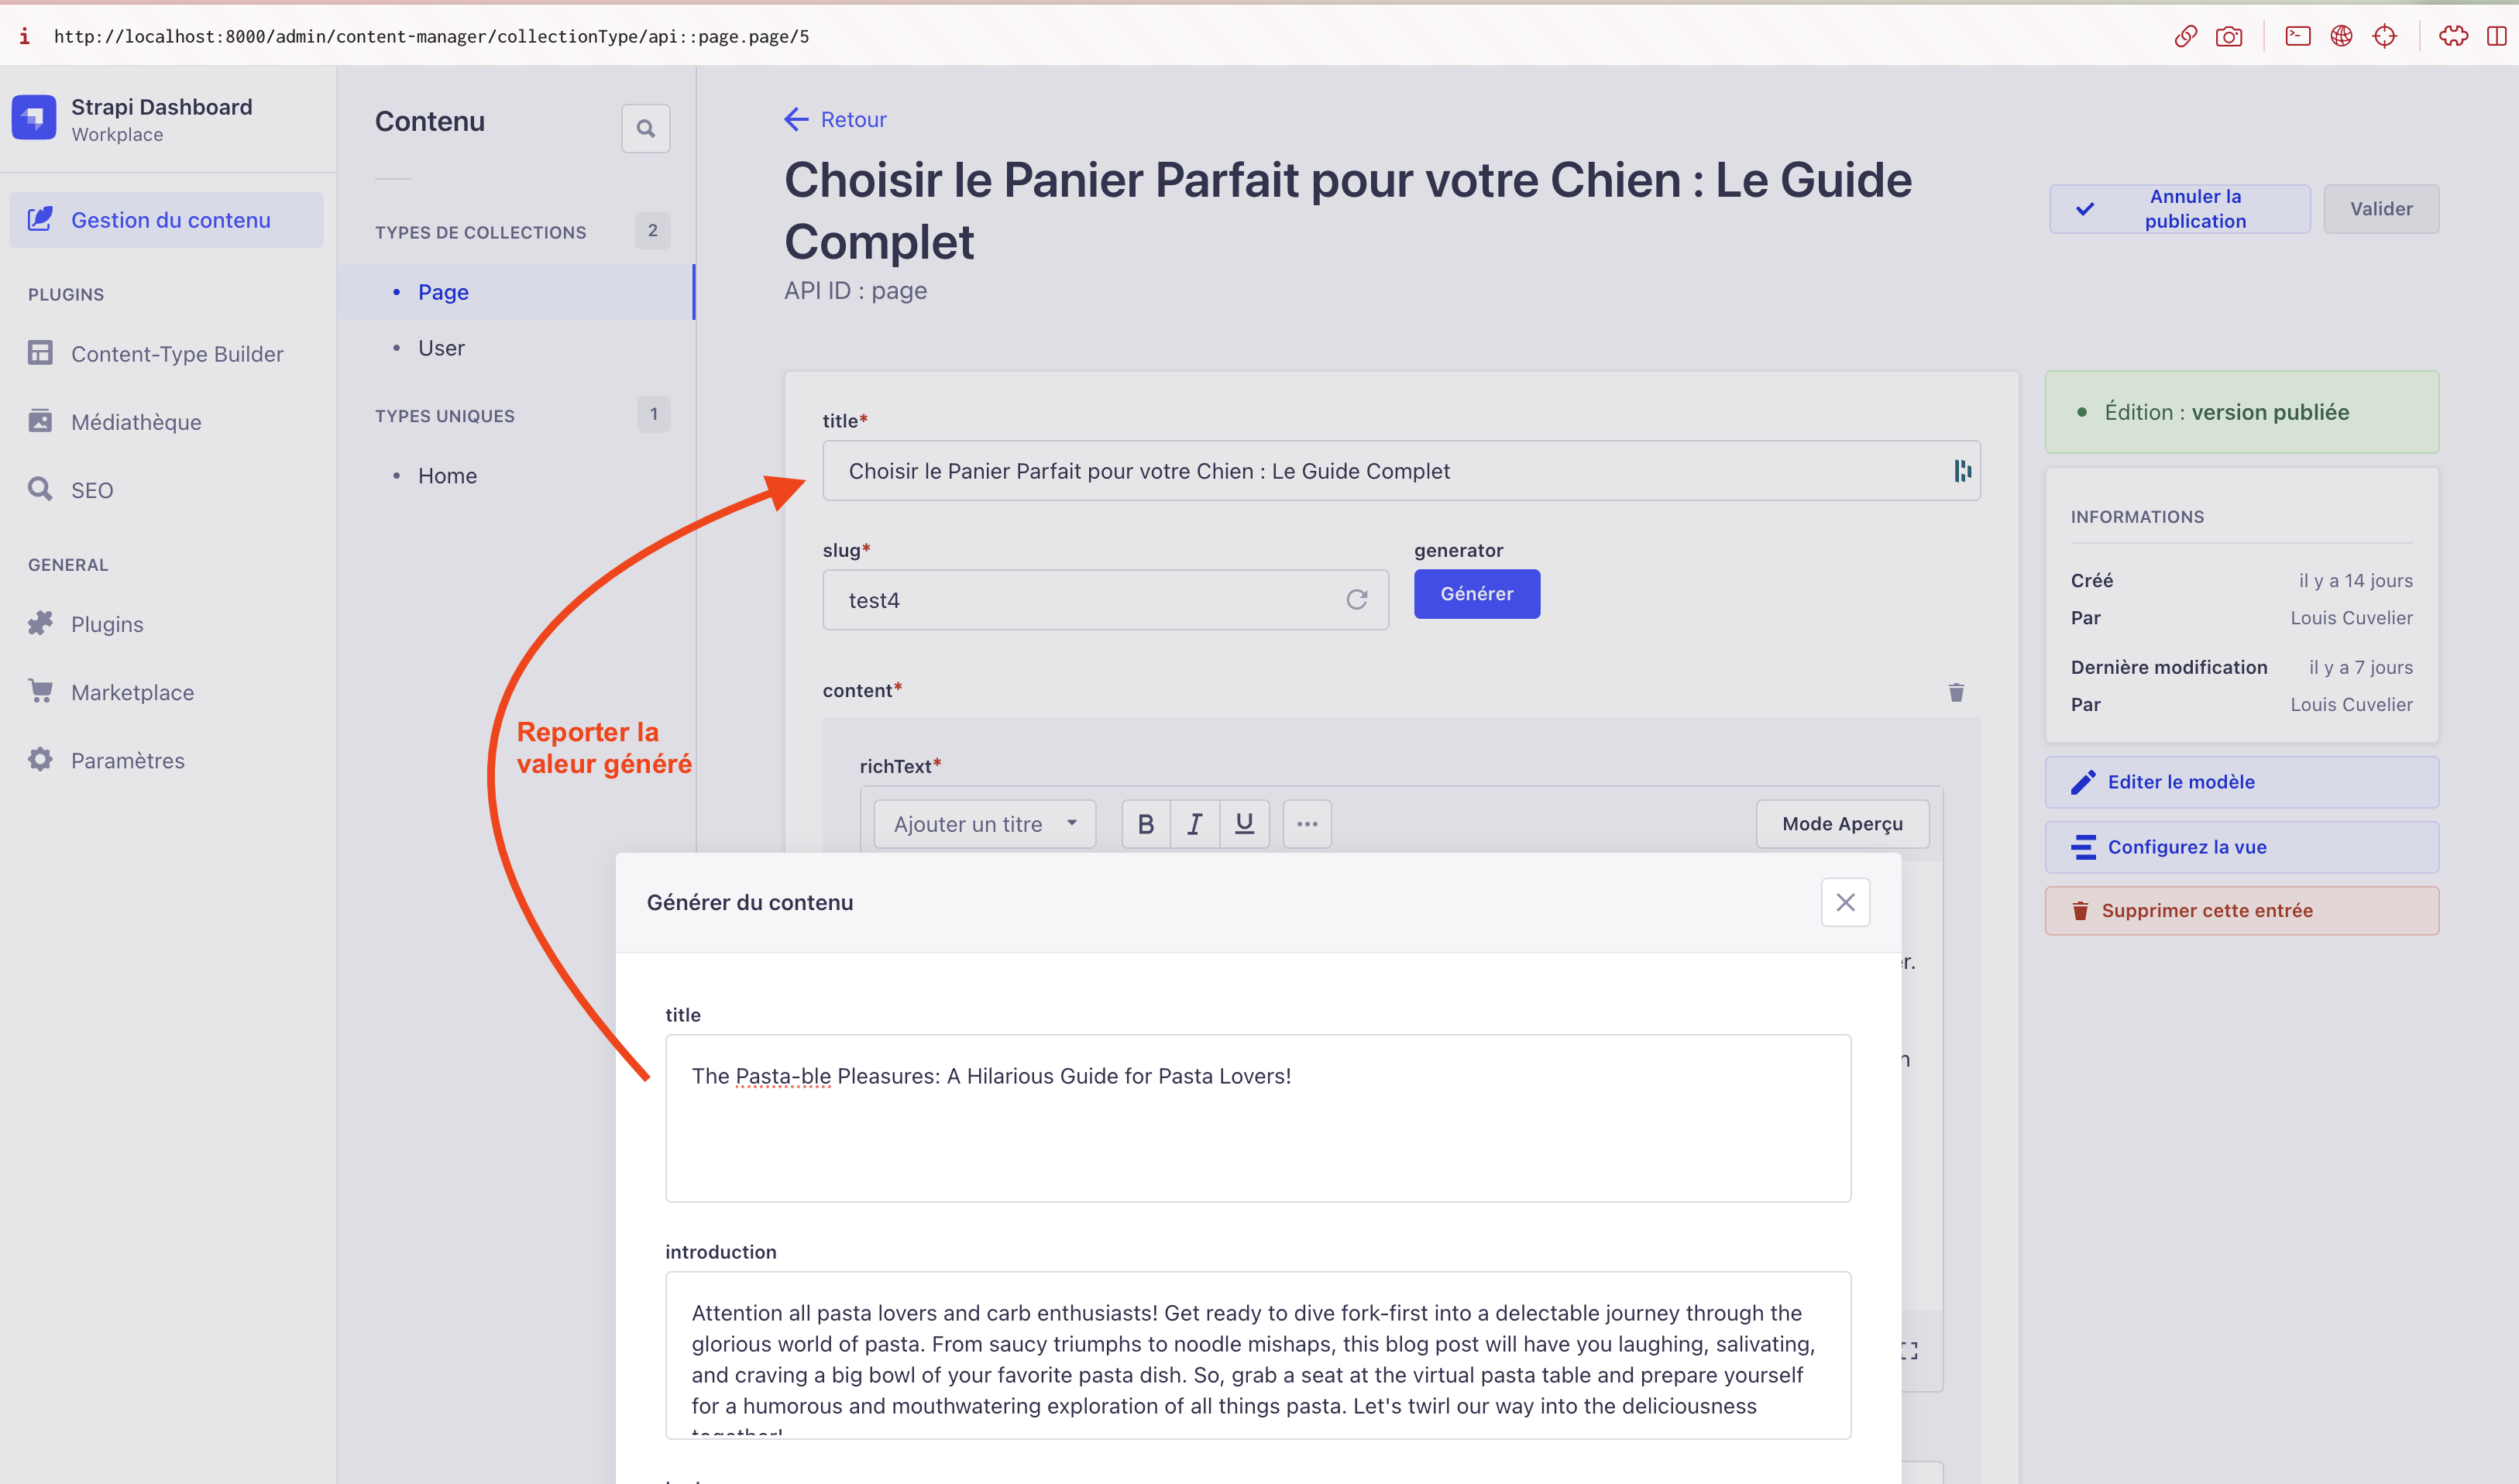 http://localhost:8000/admin/content-manager/collectionType/api::page.page/5
Strapi Dashboard
Workplace
Gestion du contenu
PLUGINS
Content-Type Builder
Médiathèque
SEO
GENERAL
Plugins
Marketplace
Paramètres
Contenu
TYPES DE COLLECTIONS 2
Page
User
TYPES UNIQUES 1
Home
Retour
Choisir le Panier Parfait pour votre Chien : Le Guide
Complet
API ID : page
Annuler la
publication
Valider
title*
Choisir le Panier Parfait pour votre Chien : Le Guide Complet
slug*
test4
generator
Générer
content*
richText*
Ajouter un titre
B I U
Mode Aperçu
Édition : version publiée
INFORMATIONS
Créé il y a 14 jours
Par Louis Cuvelier
Dernière modification il y a 7 jours
Par Louis Cuvelier
Editer le modèle
Configurez la vue
Supprimer cette entrée
Reporter la
valeur généré
Générer du contenu
title
The Pasta-ble Pleasures: A Hilarious Guide for Pasta Lovers!
introduction
Attention all pasta lovers and carb enthusiasts! Get ready to dive fork-first into a delectable journey through the
glorious world of pasta. From saucy triumphs to noodle mishaps, this blog post will have you laughing, salivating,
and craving a big bowl of your favorite pasta dish. So, grab a seat at the virtual pasta table and prepare yourself
for a humorous and mouthwatering exploration of all things pasta. Let's twirl our way into the deliciousness
together!